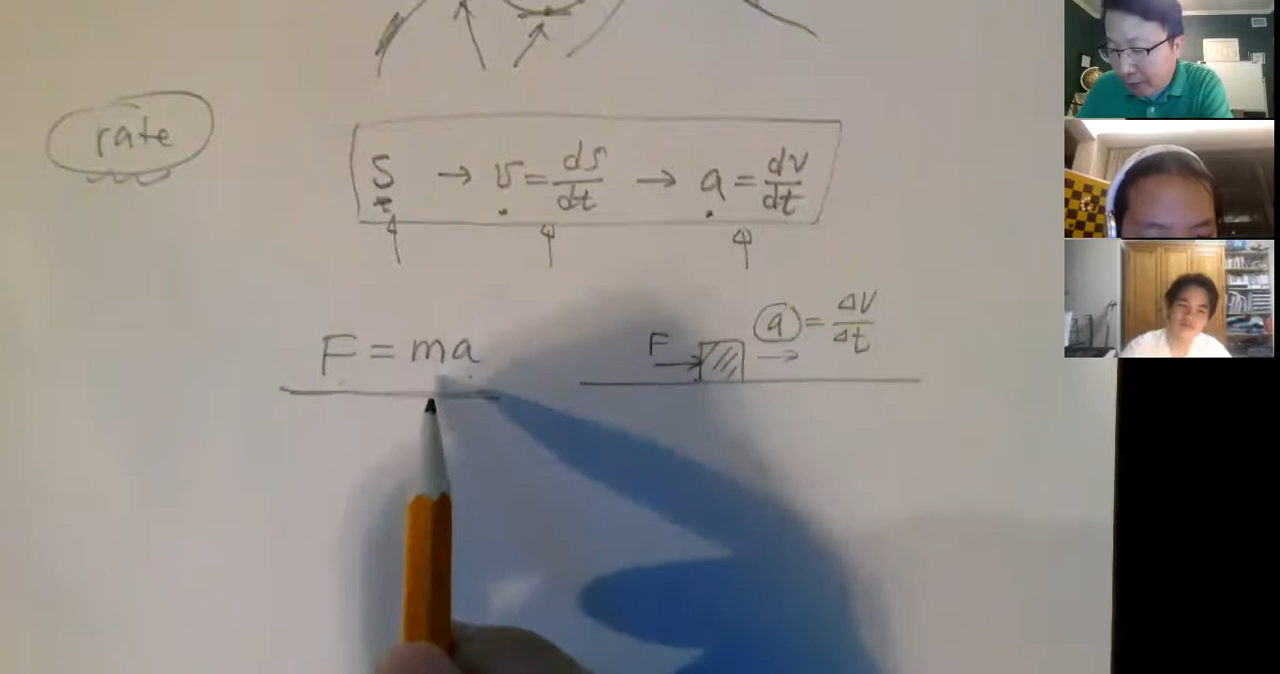 rate
S → v = ds/dt → a = dv/dt
F = ma
F a = Δv/Δt